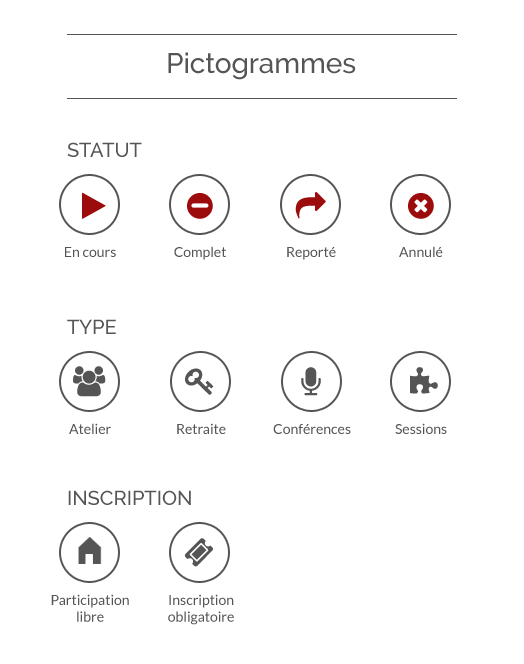 Pictogrammes
STATUT
En cours
Complet
Reporté
Annulé
TYPE
Atelier
Retraite
Conférences
Sessions
INSCRIPTION
Participation
libre
Inscription
obligatoire